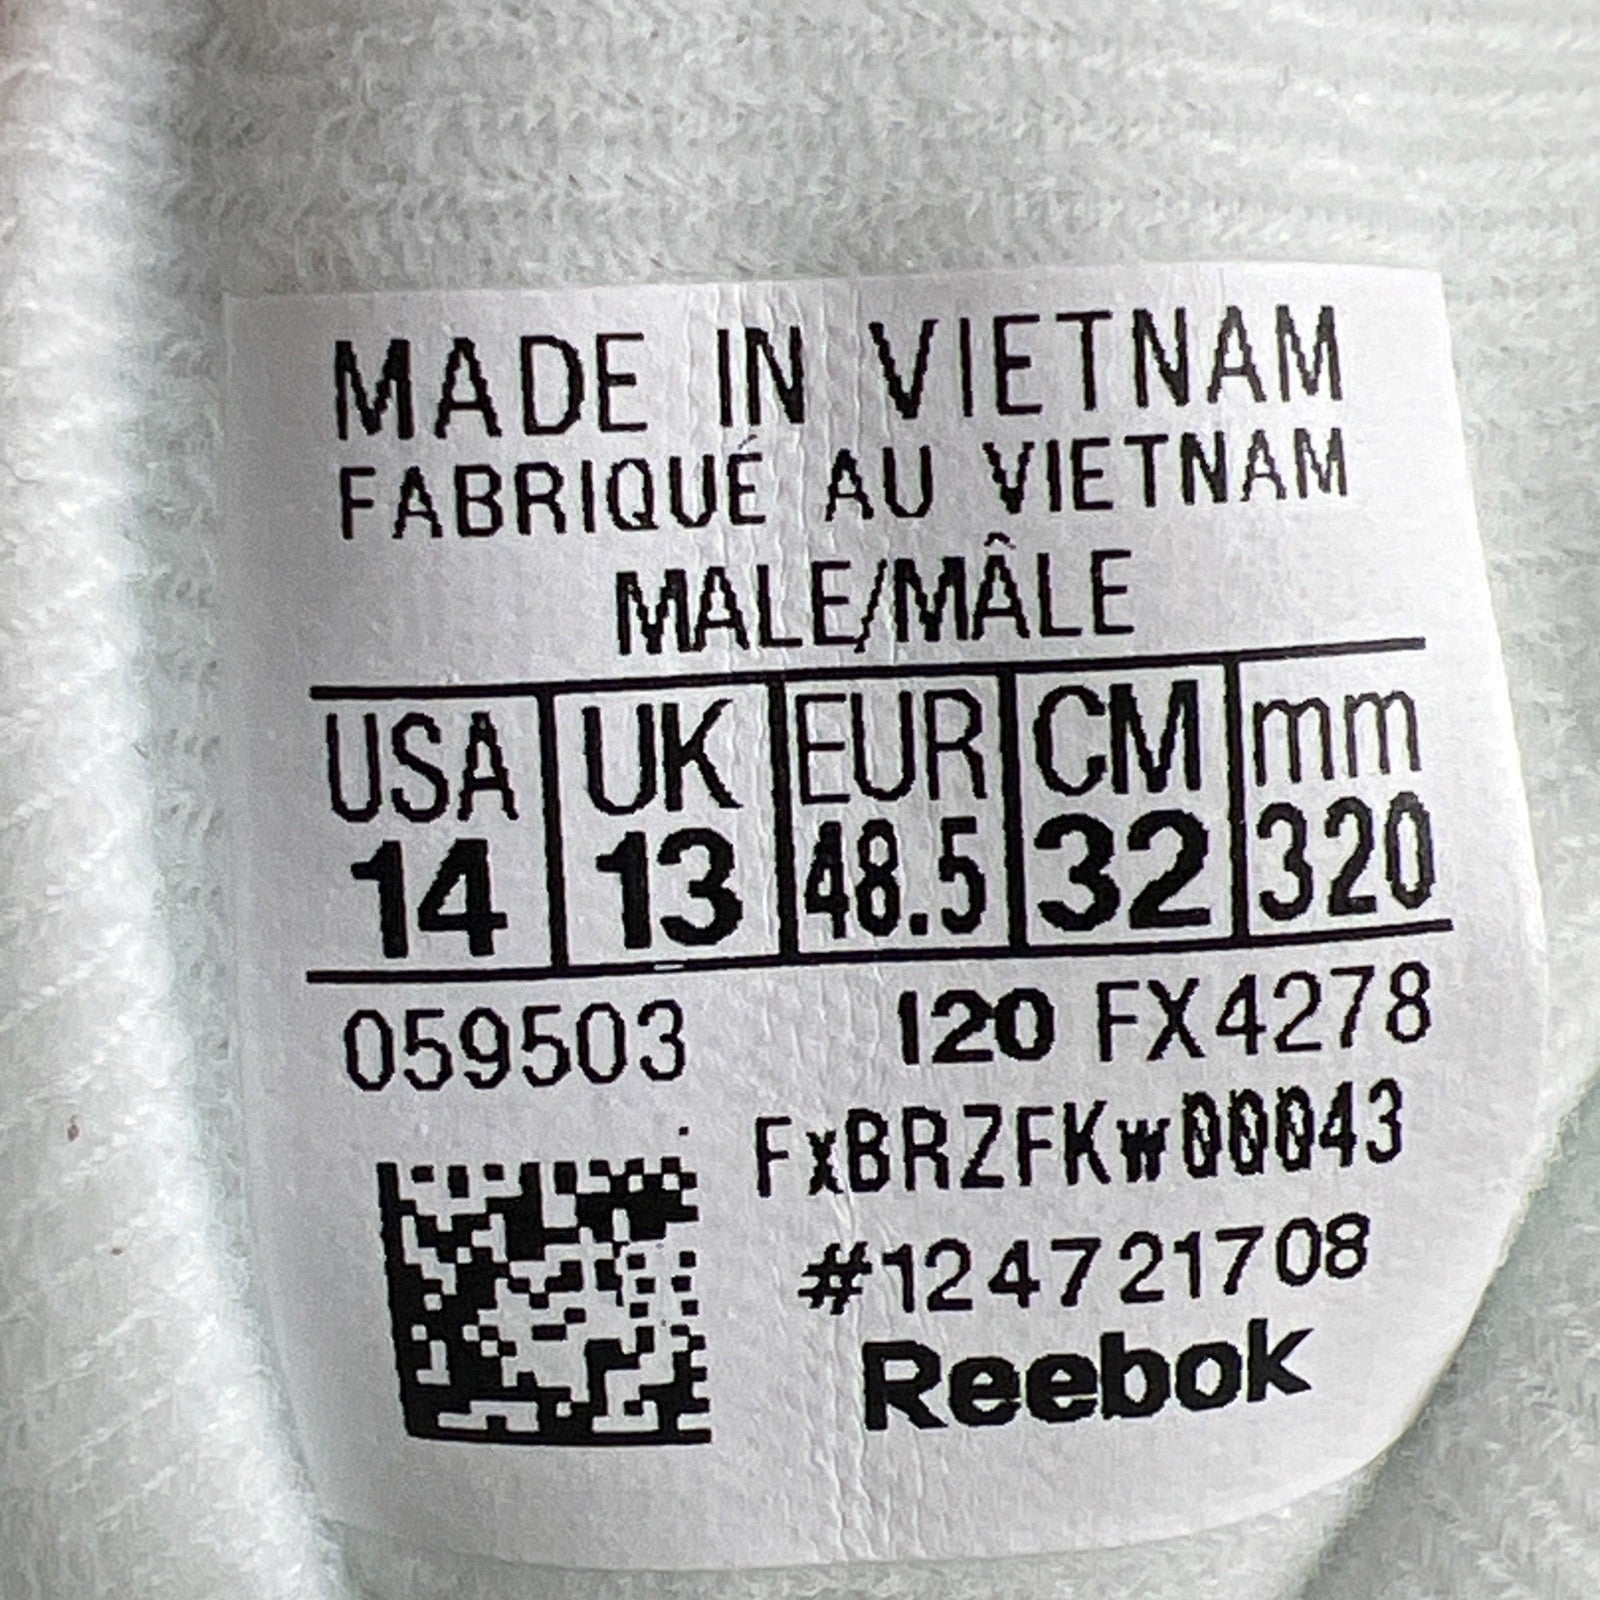 MADE IN VIETNAM
FABRIQUÉ AU VIETNAM
MALE/MÂLE
USA UK EUR CM mm
14 13 48.5 32 320
059503 120 FX4278
FxBRZFKw00043
#124721708
Reebok